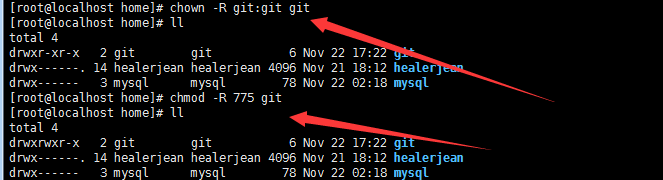 [root@localhost home]# chown -R git:git git
[root@localhost home]# ll
total 4
drwxr-xr-x   2 git       git          6 Nov 22 17:22 git
drwx------. 14 healerjean healerjean 4096 Nov 21 18:12 healerjean
drwx------   3 mysql     mysql       78 Nov 22 02:18 mysql
[root@localhost home]# chmod -R 775 git
[root@localhost home]# ll
total 4
drwxrwxr-x   2 git       git          6 Nov 22 17:22 git
drwx------. 14 healerjean healerjean 4096 Nov 21 18:12 healerjean
drwx------   3 mysql     mysql       78 Nov 22 02:18 mysql